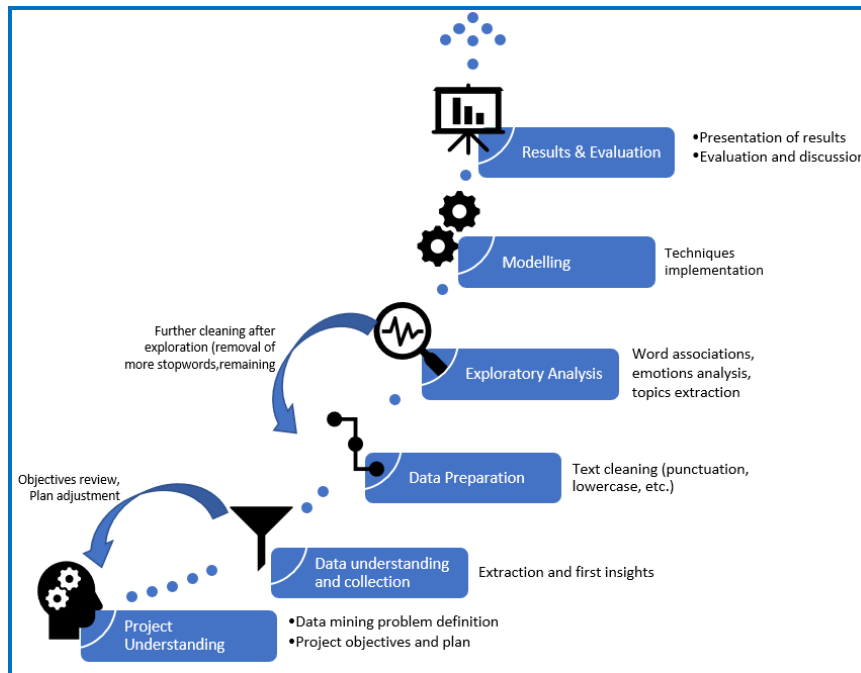 Results & Evaluation
•Presentation of results
•Evaluation and discussion
Modelling
Techniques
implementation
Further cleaning after
exploration (removal of
more stopwords,remaining
Exploratory Analysis
Word associations,
emotions analysis,
topics extraction
Data Preparation
Text cleaning (punctuation,
lowercase, etc.)
Objectives review,
Plan adjustment
Data understanding
and collection
Extraction and first insights
Project
Understanding
•Data mining problem definition
•Project objectives and plan